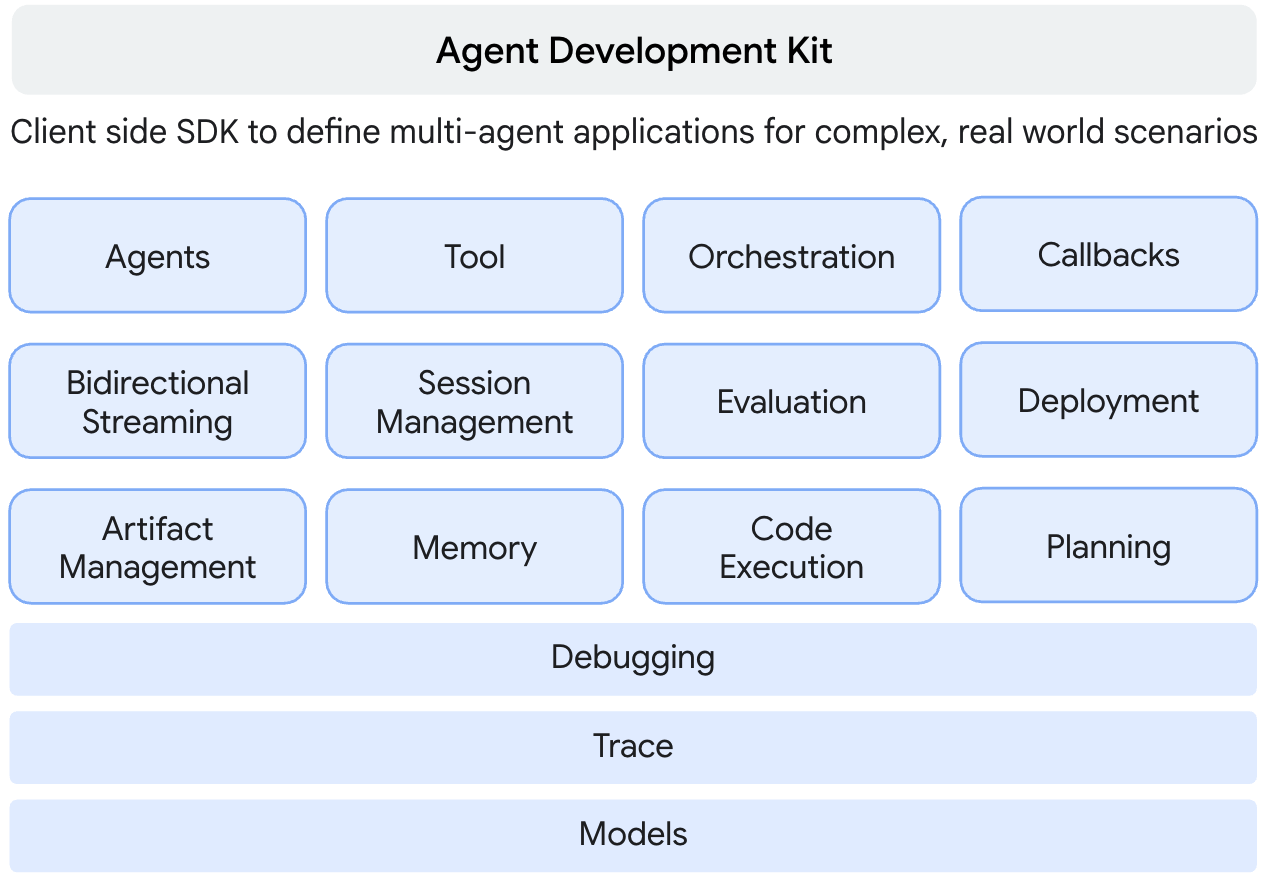 Agent Development Kit
Client side SDK to define multi-agent applications for complex, real world scenarios
Agents
Tool
Orchestration
Callbacks
Bidirectional
Streaming
Session
Management
Evaluation
Deployment
Artifact
Management
Memory
Code
Execution
Planning
Debugging
Trace
Models